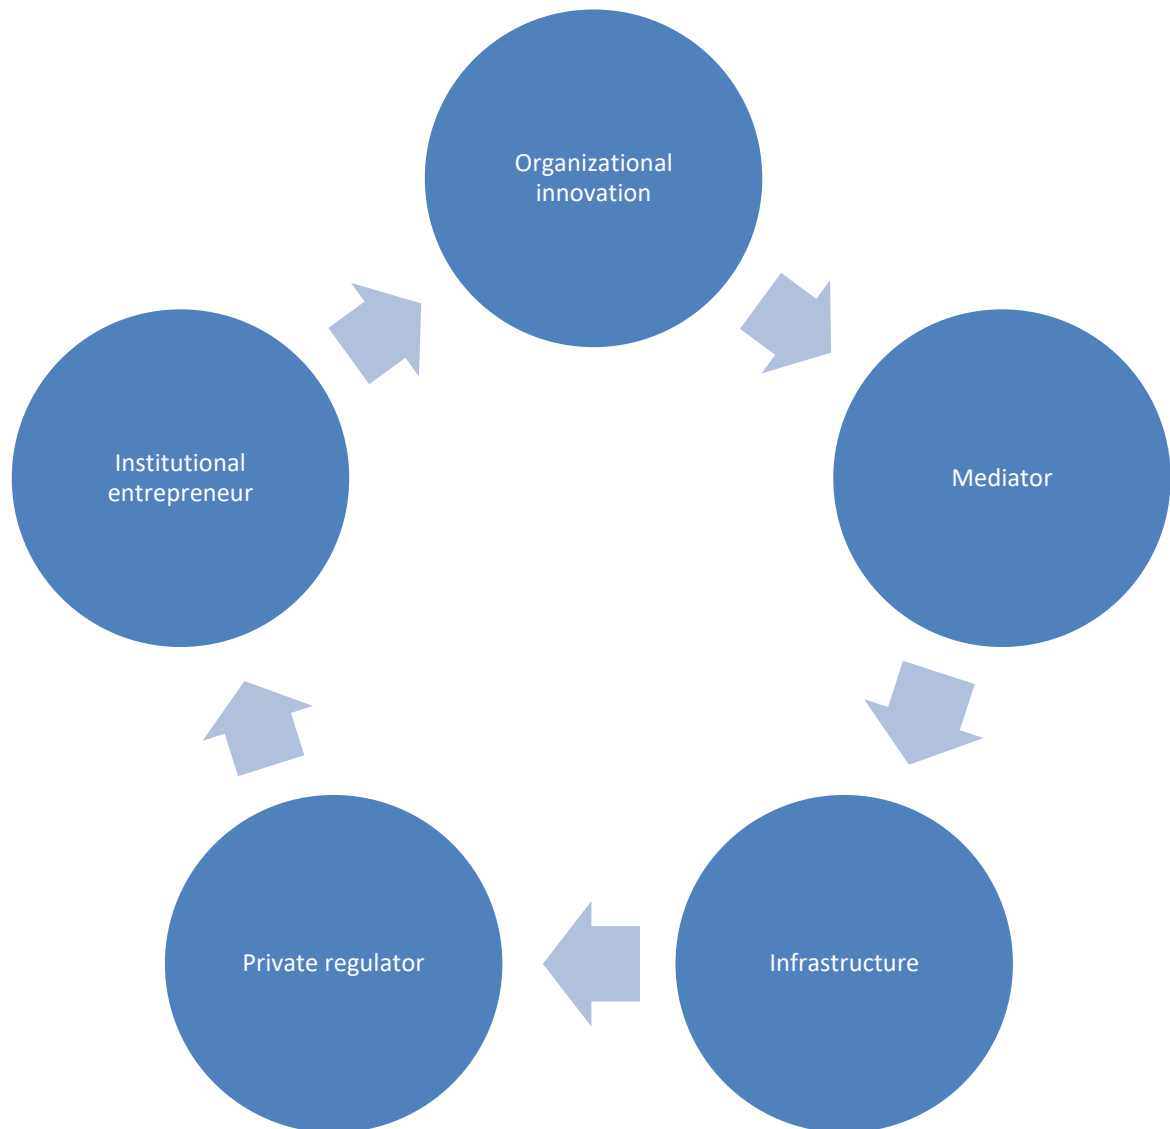 Organizational
innovation
Mediator
Infrastructure
Private regulator
Institutional
entrepreneur